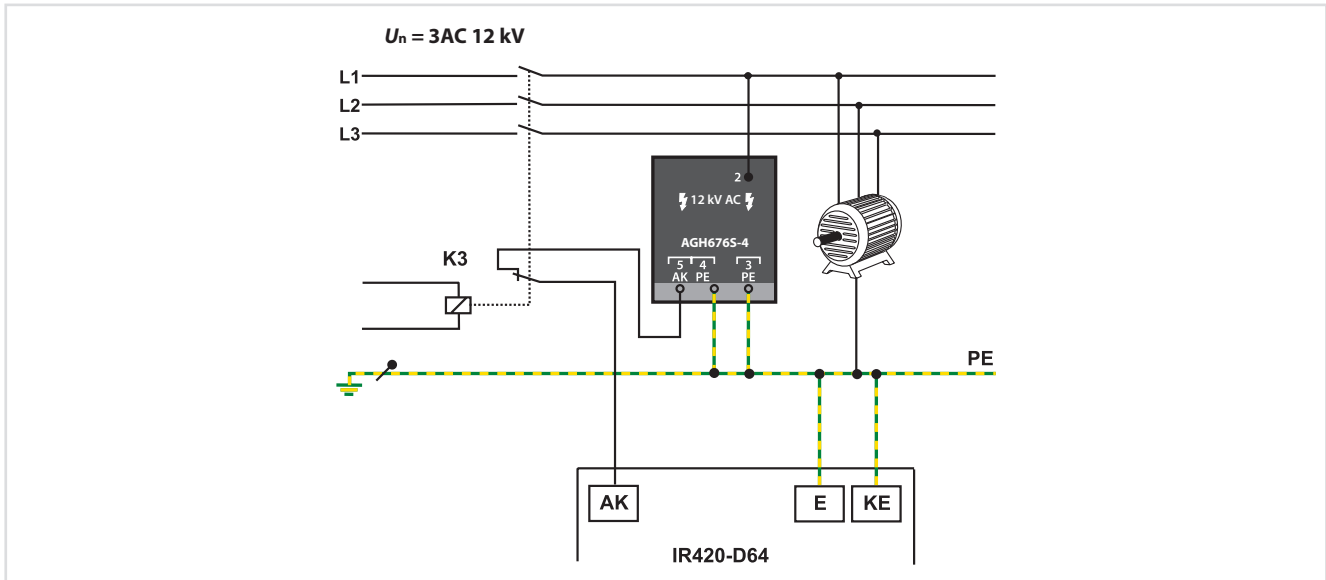 Un = 3AC 12 kV
L1
L2
L3
2
12 kV AC
AGH676S-4
K3
5 4 3
AK PE PE
PE
AK E KE
IR420-D64